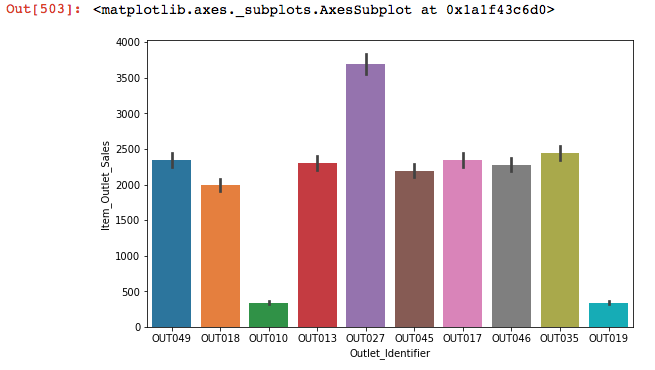 Out[503]: <matplotlib.axes._subplots.AxesSubplot at 0x1a1f43c6d0>
4000
3500
3000
2500
2000
1500
1000
500
0
Item_Outlet_Sales
OUT049 OUT018 OUT010 OUT013 OUT027 OUT045 OUT017 OUT046 OUT035 OUT019
Outlet_Identifier